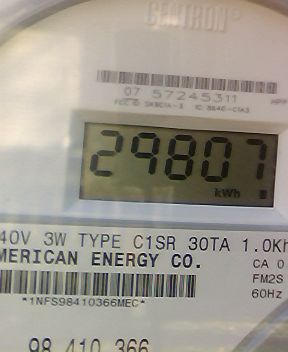 CENTRON®
07 57245311
29807
kWh
40V 3W TYPE C1SR 30TA 1.0Kh
MERICAN ENERGY CO.
CA 0
FM2S
60Hz
*1NFS98410366MEC*
98 410 366